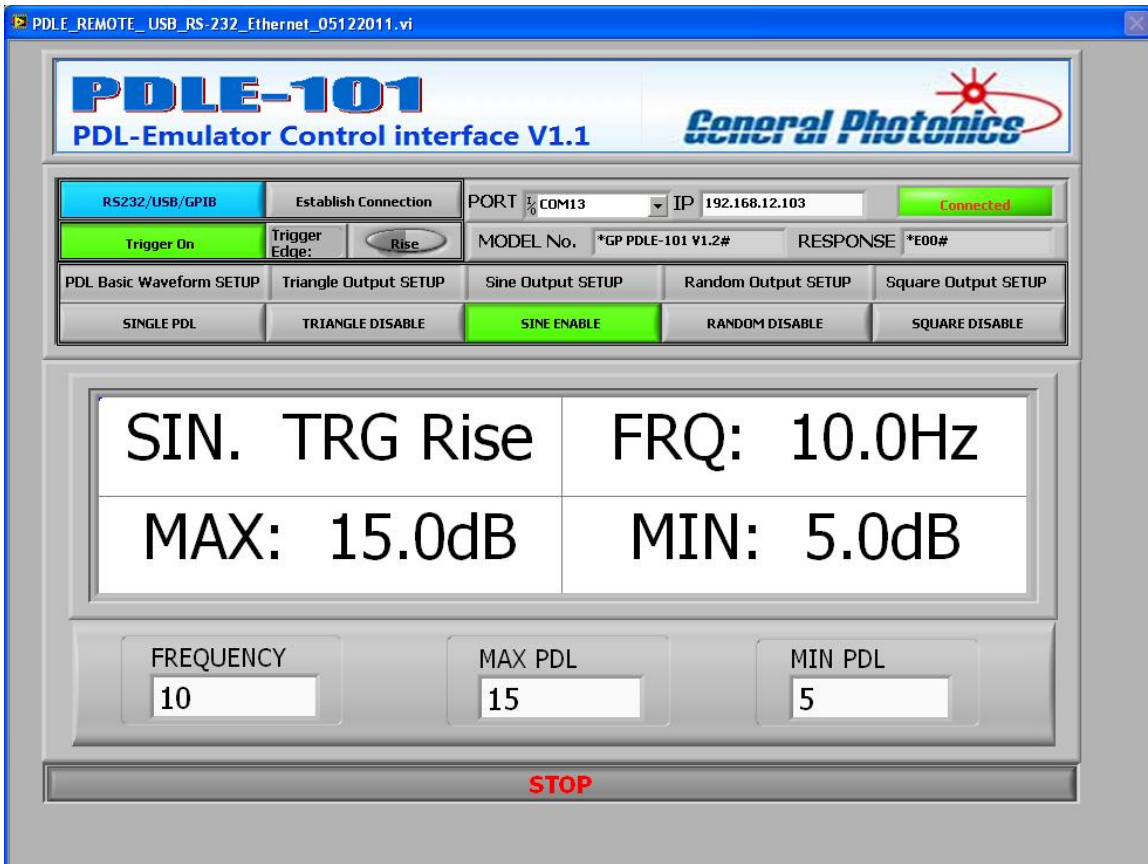 PDLE_REMOTE_ USB_RS-232_Ethernet_05122011.vi
PDLE-101
PDL-Emulator Control interface V1.1
General Photonics
RS232/USB/GPIB Establish Connection PORT I/0 COM13 IP 192.168.12.103 Connected
Trigger On Trigger Edge: Rise MODEL No. *GP PDLE-101 V1.2# RESPONSE *E00#
PDL Basic Waveform SETUP Triangle Output SETUP Sine Output SETUP Random Output SETUP Square Output SETUP
SINGLE PDL TRIANGLE DISABLE SINE ENABLE RANDOM DISABLE SQUARE DISABLE
SIN. TRG Rise FRQ: 10.0Hz
MAX: 15.0dB MIN: 5.0dB
FREQUENCY MAX PDL MIN PDL
10 15 5
STOP